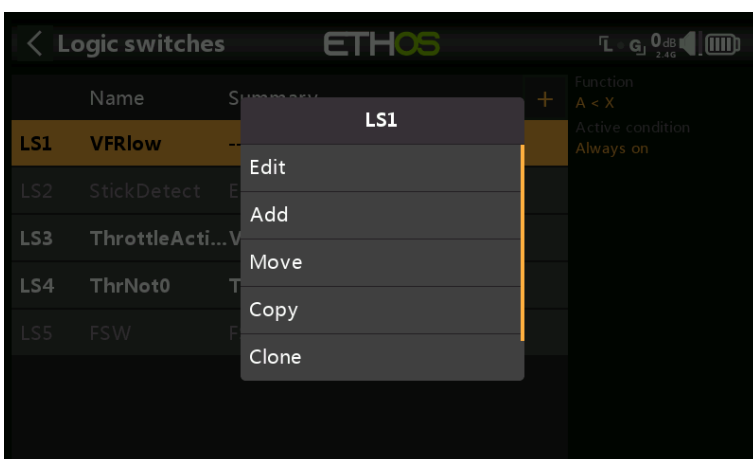 Logic switches ETHOS 0dB 2.4G
Name Summary +
Function
A < X
Active condition
Always on
LS1
LS1 VFRlow --
LS2 StickDetect E
LS3 ThrottleActi...V
LS4 ThrNot0 T
LS5 FSW F
Edit
Add
Move
Copy
Clone